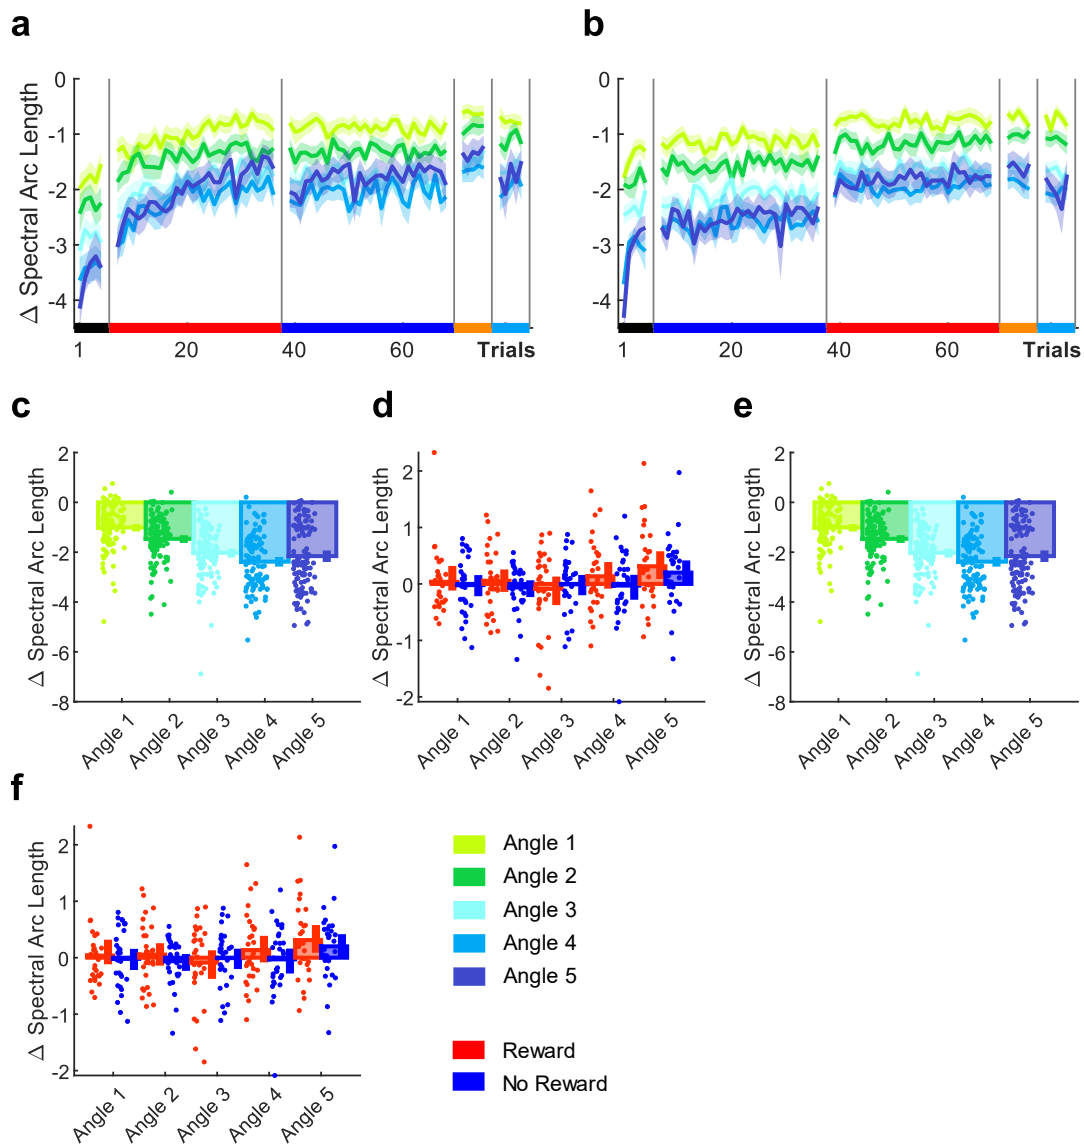 a
b
Δ Spectral Arc Length
0
-1
-2
-3
-4
1
20
40
60
Trials
Δ Spectral Arc Length
0
-1
-2
-3
-4
1
20
40
60
Trials
c
d
e
Δ Spectral Arc Length
2
0
-2
-4
-6
-8
Angle 1
Angle 2
Angle 3
Angle 4
Angle 5
Δ Spectral Arc Length
2
1
0
-1
-2
Angle 1
Angle 2
Angle 3
Angle 4
Angle 5
Δ Spectral Arc Length
2
0
-2
-4
-6
-8
Angle 1
Angle 2
Angle 3
Angle 4
Angle 5
f
Δ Spectral Arc Length
2
1
0
-1
-2
Angle 1
Angle 2
Angle 3
Angle 4
Angle 5
Angle 1
Angle 2
Angle 3
Angle 4
Angle 5
Reward
No Reward